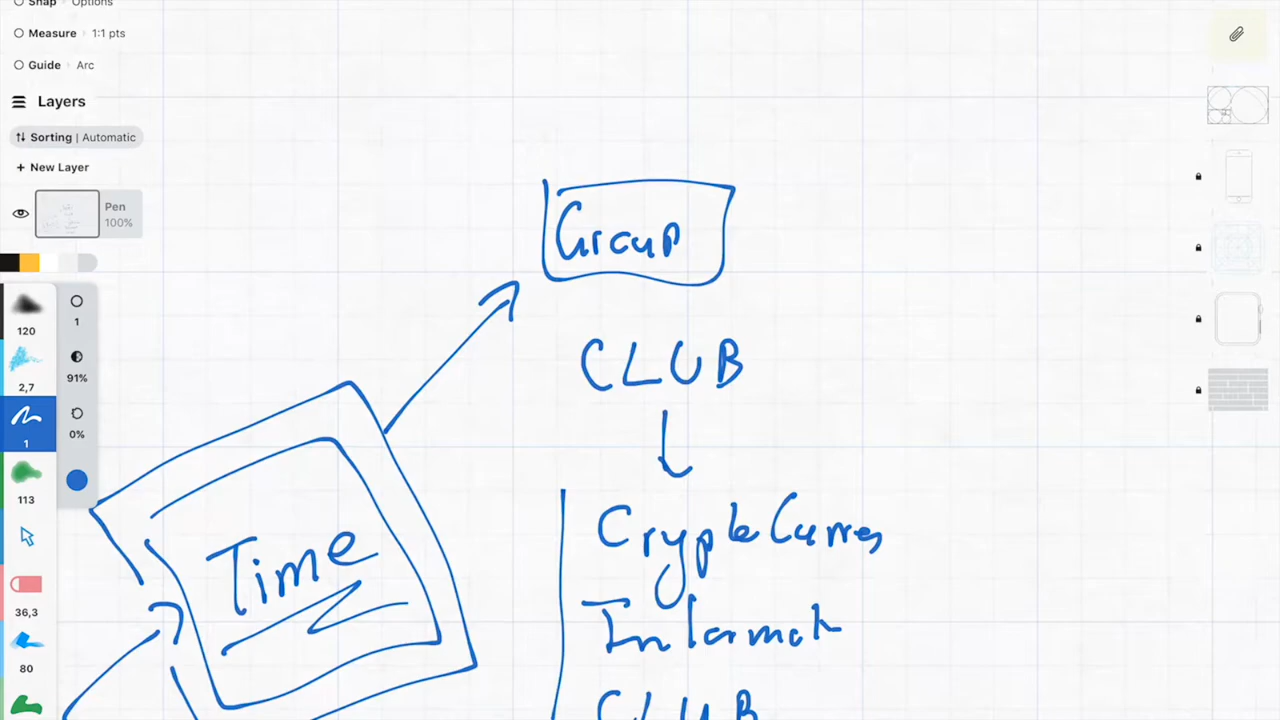 Snap › Options
Measure › 1:1 pts
Guide › Arc
Layers
Sorting | Automatic
+ New Layer
Pen
100%
120
1
2,7
91%
1
0%
113
36,3
80
Group
CLUB
Time
CLUB